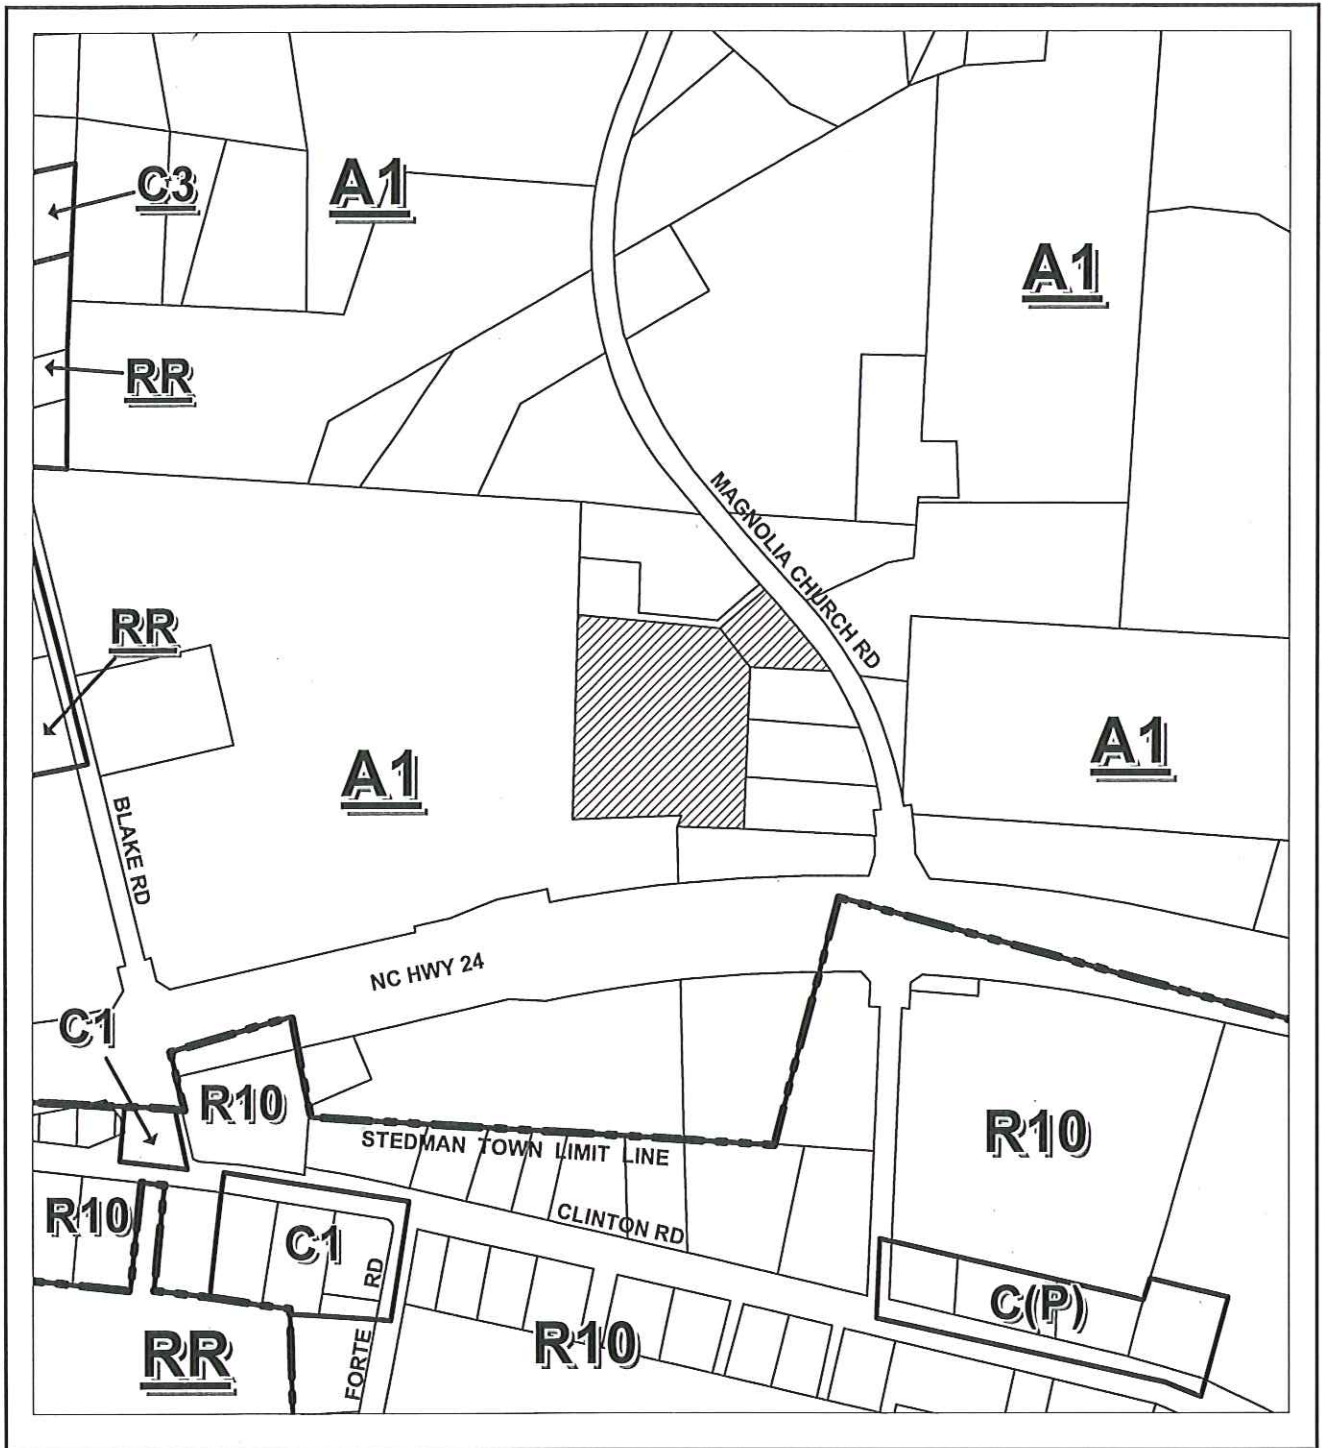 C3
A1
A1
RR
MAGNOLIA CHURCH RD
RR
A1
A1
BLAKE RD
NC HWY 24
C1
R10
R10
STEDMAN TOWN LIMIT LINE
R10
CLINTON RD
C1
FORTE RD
C(P)
R10
RR